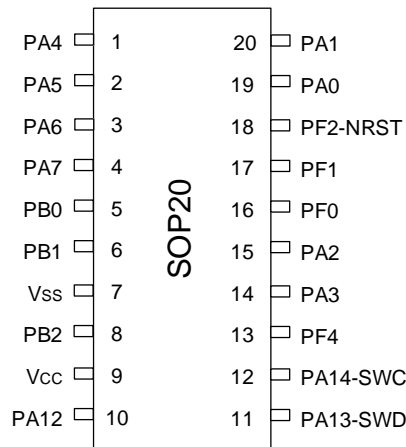 PA4 1 20 PA1
PA5 2 19 PA0
PA6 3 18 PF2-NRST
PA7 4 17 PF1
PB0 5 16 PF0
PB1 6 15 PA2
Vss 7 14 PA3
PB2 8 13 PF4
Vcc 9 12 PA14-SWC
PA12 10 11 PA13-SWD
SOP20